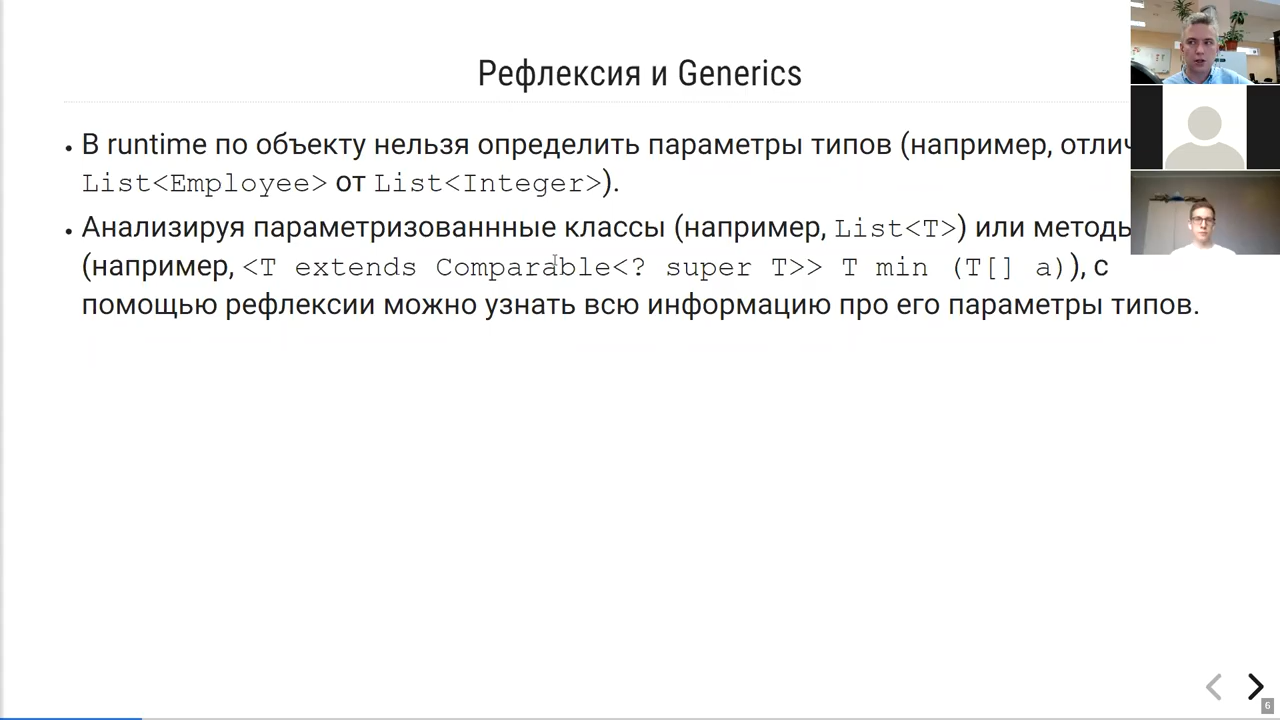 Рефлексия и Generics
• В runtime по объекту нельзя определить параметры типов (например,
List<Employee> от List<Integer>).
• Анализируя параметризованнные классы (например, List<T>) или методы
(например, <T extends Comparable<? super T>> T min (T[] a)), с
помощью рефлексии можно узнать всю информацию про его параметры типов.
6